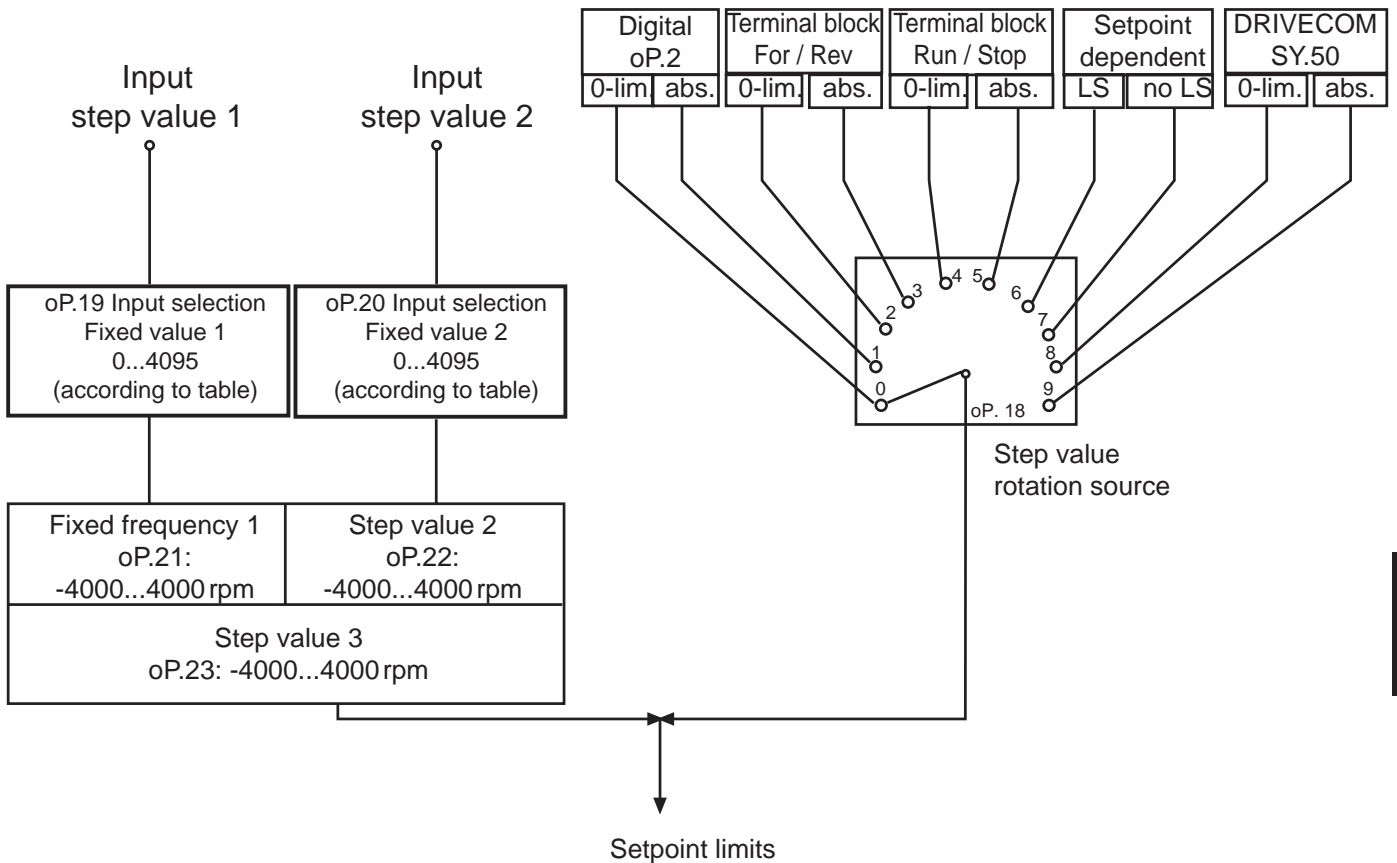 Input
step value 1
Input
step value 2
Digital
oP.2
0-lim. abs.
Terminal block
For / Rev
0-lim. abs.
Terminal block
Run / Stop
0-lim. abs.
Setpoint
dependent
LS no LS
DRIVECOM
SY.50
0-lim. abs.
oP.19 Input selection
Fixed value 1
0...4095
(according to table)
oP.20 Input selection
Fixed value 2
0...4095
(according to table)
0
1
2
3
4
5
6
7
8
9
oP. 18
Step value
rotation source
Fixed frequency 1
oP.21:
-4000...4000 rpm
Step value 2
oP.22:
-4000...4000 rpm
Step value 3
oP.23: -4000...4000 rpm
Setpoint limits